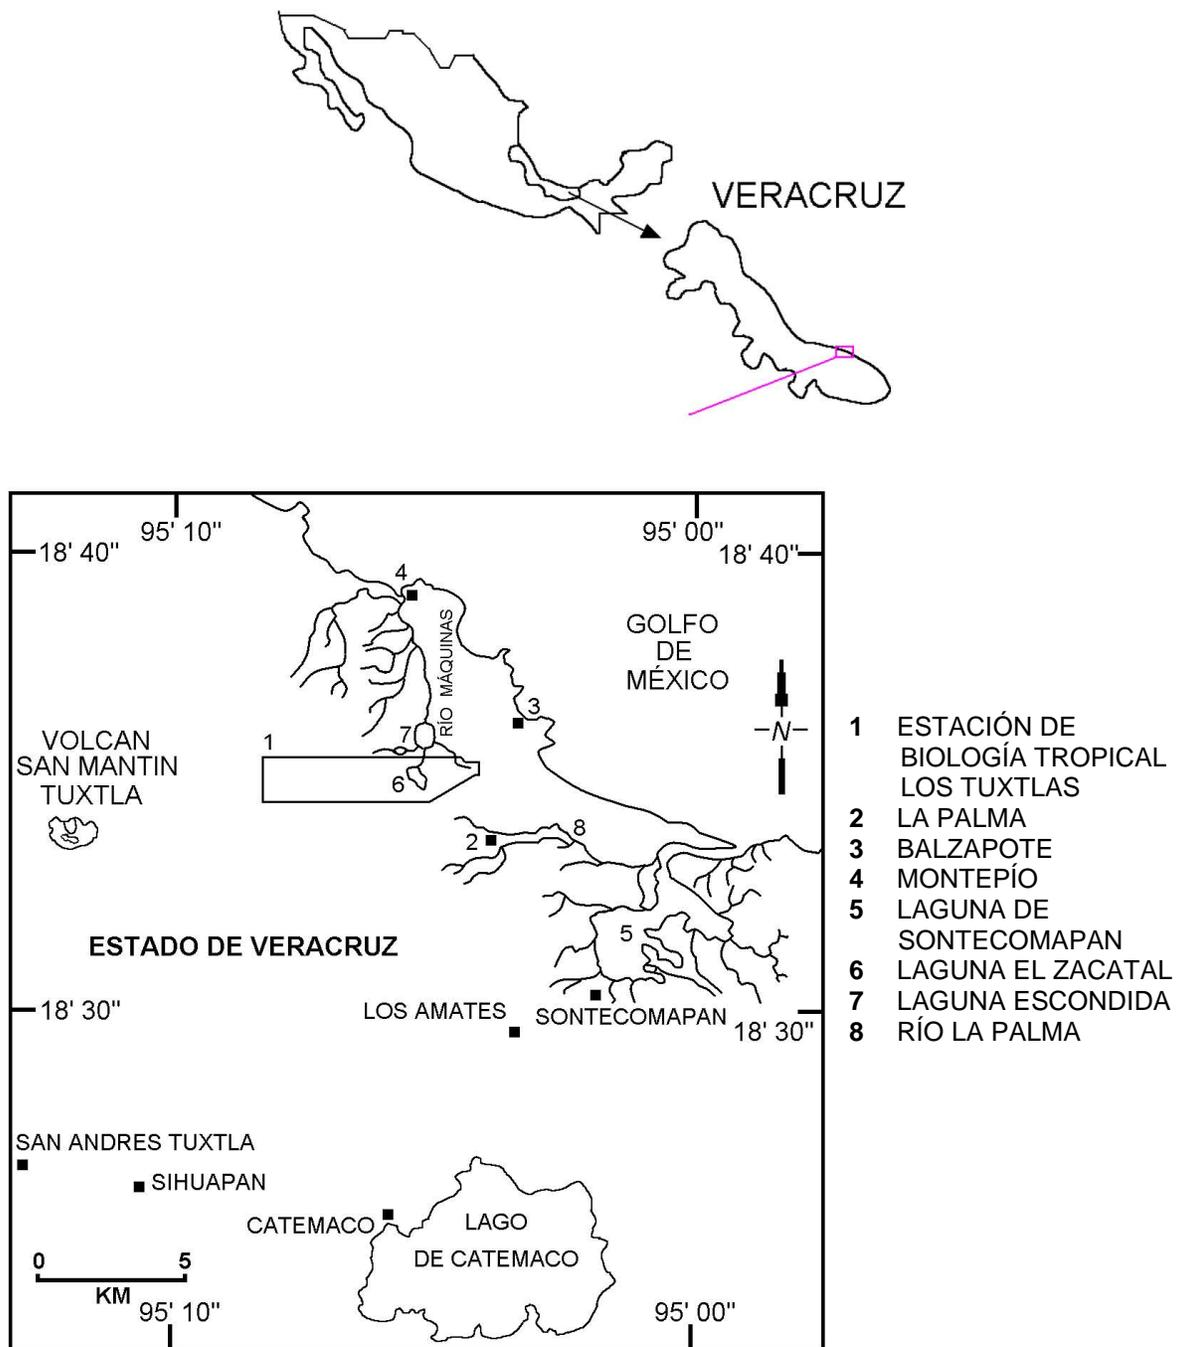 VERACRUZ
95' 10"
95' 00"
18' 40"
18' 40"
4
GOLFO
DE
MÉXICO
RÍO MÁQUINAS
3
N
VOLCAN
SAN MANTIN
TUXTLA
1
7
6
2
8
5
ESTADO DE VERACRUZ
18' 30"
LOS AMATES
SONTECOMAPAN
18' 30"
SAN ANDRES TUXTLA
SIHUAPAN
CATEMACO
LAGO
DE CATEMACO
0 5
KM
95' 10"
95' 00"
1 ESTACIÓN DE
BIOLOGÍA TROPICAL
LOS TUXTLAS
2 LA PALMA
3 BALZAPOTE
4 MONTEPÍO
5 LAGUNA DE
SONTECOMAPAN
6 LAGUNA EL ZACATAL
7 LAGUNA ESCONDIDA
8 RÍO LA PALMA